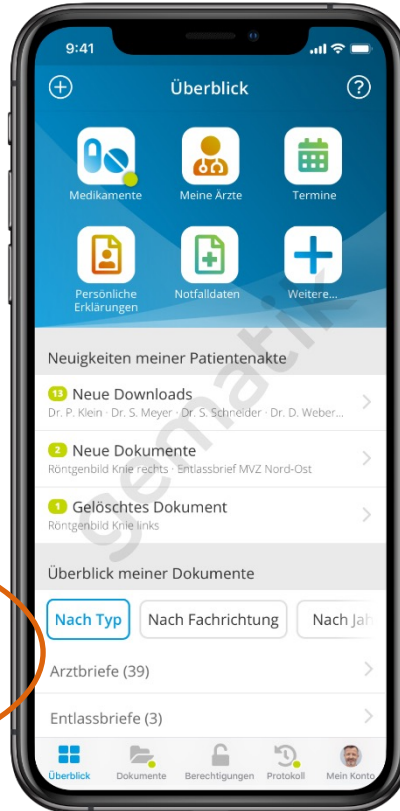 9:41
Überblick
Medikamente
Meine Ärzte
Termine
Persönliche
Erklärungen
Notfalldaten
Weitere...
Neuigkeiten meiner Patientenakte
13 Neue Downloads
Dr. P. Klein · Dr. S. Meyer · Dr. S. Schneider · Dr. D. Weber...
2 Neue Dokumente
Röntgenbild Knie rechts · Entlassbrief MVZ Nord-Ost
1 Gelöschtes Dokument
Röntgenbild Knie links
gematik
Überblick meiner Dokumente
Nach Typ
Nach Fachrichtung
Nach Jah
Arztbriefe (39)
Entlassbriefe (3)
Überblick
Dokumente
Berechtigungen
Protokoll
Mein Konto